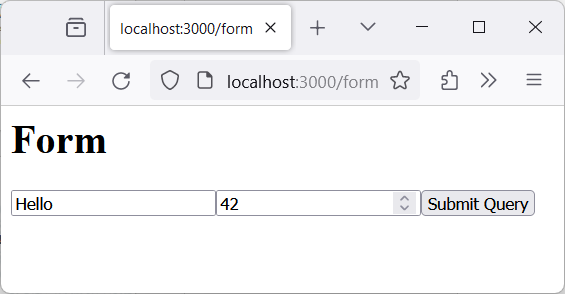 localhost:3000/form
localhost:3000/form
Form
Hello 42 Submit Query